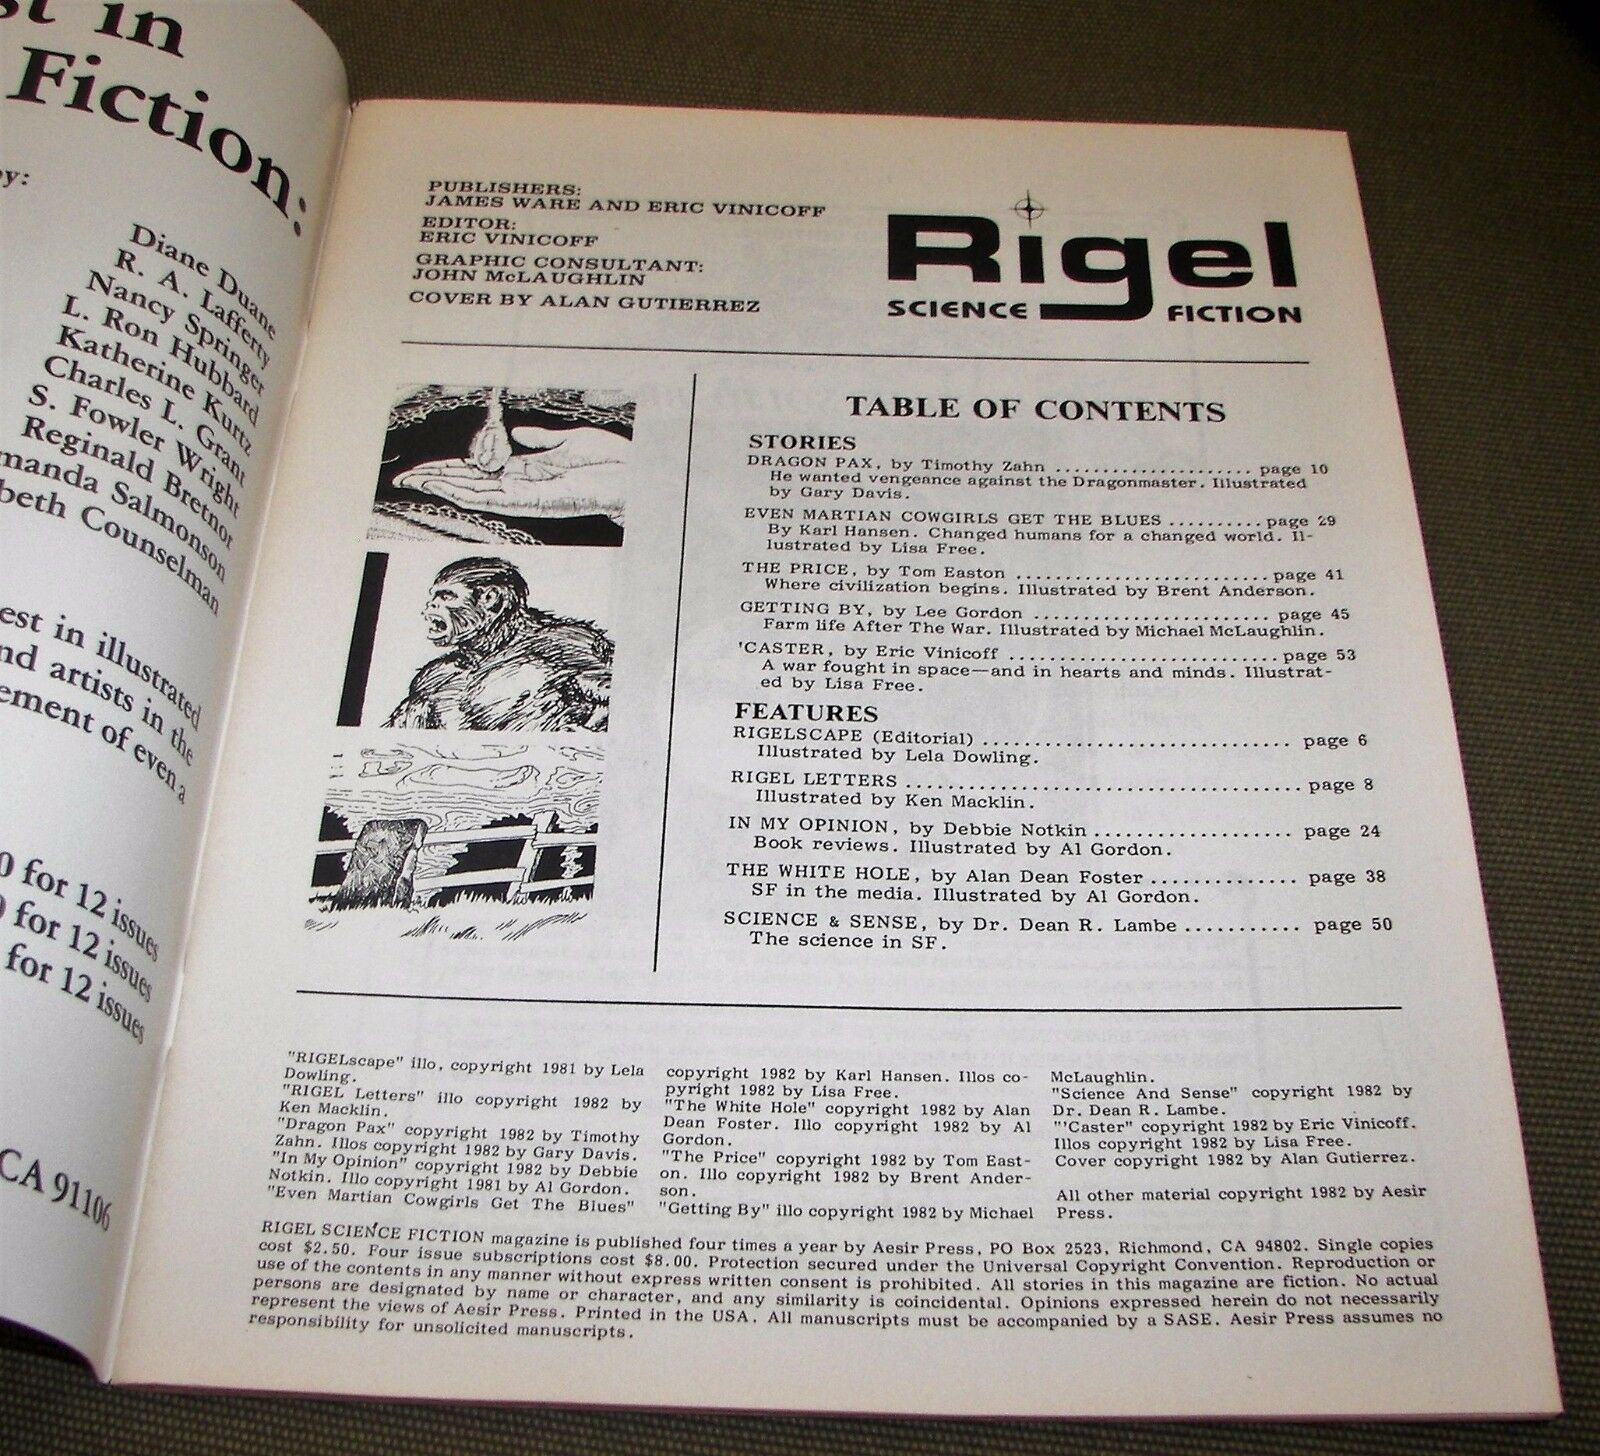 st in
Fiction:
by:
Diane Duane
R. A. Lafferty
Nancy Springer
L. Ron Hubbard
Katherine Kurtz
Charles L. Grant
S. Fowler Wright
Reginald Bretnor
manda Salmonson
beth Counselman
est in illustrated
nd artists in the
ement of even a
0 for 12 issues
0 for 12 issues
for 12 issues
CA 91106
PUBLISHERS:
JAMES WARE AND ERIC VINICOFF
EDITOR:
ERIC VINICOFF
GRAPHIC CONSULTANT:
JOHN McLAUGHLIN
COVER BY ALAN GUTIERREZ
Rigel
SCIENCE FICTION
TABLE OF CONTENTS
STORIES
DRAGON PAX, by Timothy Zahn .................... page 10
He wanted vengeance against the Dragonmaster. Illustrated
by Gary Davis.
EVEN MARTIAN COWGIRLS GET THE BLUES .......... page 29
By Karl Hansen. Changed humans for a changed world. Il-
lustrated by Lisa Free.
THE PRICE, by Tom Easton .......................... page 41
Where civilization begins. Illustrated by Brent Anderson.
GETTING BY, by Lee Gordon ........................ page 45
Farm life After The War. Illustrated by Michael McLaughlin.
'CASTER, by Eric Vinicoff ........................... page 53
A war fought in space—and in hearts and minds. Illustrat-
ed by Lisa Free.
FEATURES
RIGELSCAPE (Editorial) ............................... page 6
Illustrated by Lela Dowling.
RIGEL LETTERS ....................................... page 8
Illustrated by Ken Macklin.
IN MY OPINION, by Debbie Notkin ................... page 24
Book reviews. Illustrated by Al Gordon.
THE WHITE HOLE, by Alan Dean Foster .............. page 38
SF in the media. Illustrated by Al Gordon.
SCIENCE & SENSE, by Dr. Dean R. Lambe ........... page 50
The science in SF.
"RIGELscape" illo, copyright 1981 by Lela
Dowling.
"RIGEL Letters" illo copyright 1982 by
Ken Macklin.
"Dragon Pax" copyright 1982 by Timothy
Zahn. Illos copyright 1982 by Gary Davis.
"In My Opinion" copyright 1982 by Debbie
Notkin. Illo copyright 1981 by Al Gordon.
"Even Martian Cowgirls Get The Blues"
copyright 1982 by Karl Hansen. Illos co-
pyright 1982 by Lisa Free.
"The White Hole" copyright 1982 by Alan
Dean Foster. Illo copyright 1982 by Al
Gordon.
"The Price" copyright 1982 by Tom East-
on. Illo copyright 1982 by Brent Ander-
son.
"Getting By" illo copyright 1982 by Michael
McLaughlin.
"Science And Sense" copyright 1982 by
Dr. Dean R. Lambe.
"'Caster" copyright 1982 by Eric Vinicoff.
Illos copyright 1982 by Lisa Free.
Cover copyright 1982 by Alan Gutierrez.
All other material copyright 1982 by Aesir
Press.
RIGEL SCIENCE FICTION magazine is published four times a year by Aesir Press, PO Box 2523, Richmond, CA 94802. Single copies
cost $2.50. Four issue subscriptions cost $8.00. Protection secured under the Universal Copyright Convention. Reproduction or
use of the contents in any manner without express written consent is prohibited. All stories in this magazine are fiction. No actual
persons are designated by name or character, and any similarity is coincidental. Opinions expressed herein do not necessarily
represent the views of Aesir Press. Printed in the USA. All manuscripts must be accompanied by a SASE. Aesir Press assumes no
responsibility for unsolicited manuscripts.